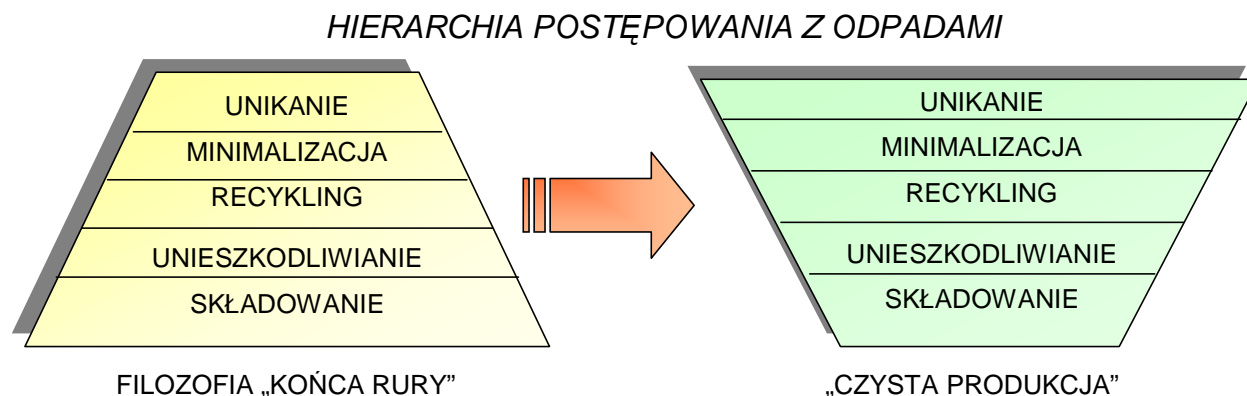 HIERARCHIA POSTĘPOWANIA Z ODPADAMI
UNIKANIE
MINIMALIZACJA
RECYKLING
UNIESZKODLIWIANIE
SKŁADOWANIE
FILOZOFIA „KOŃCA RURY”
UNIKANIE
MINIMALIZACJA
RECYKLING
UNIESZKODLIWIANIE
SKŁADOWANIE
„CZYSTA PRODUKCJA”